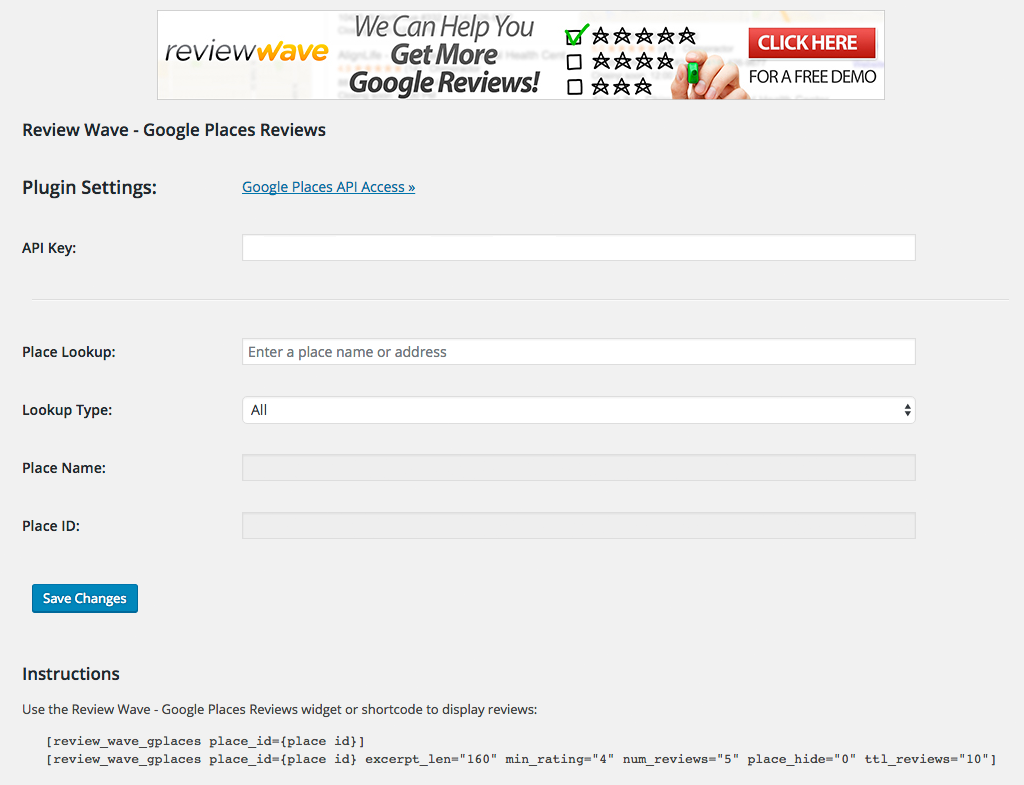 reviewwave
We Can Help You
Get More
Google Reviews!
CLICK HERE
FOR A FREE DEMO
Review Wave - Google Places Reviews
Plugin Settings:
Google Places API Access »
API Key:
Place Lookup:
Enter a place name or address
Lookup Type:
All
Place Name:
Place ID:
Save Changes
Instructions
Use the Review Wave - Google Places Reviews widget or shortcode to display reviews:
[review_wave_gplaces place_id={place id}]
[review_wave_gplaces place_id={place id} excerpt_len="160" min_rating="4" num_reviews="5" place_hide="0" ttl_reviews="10"]